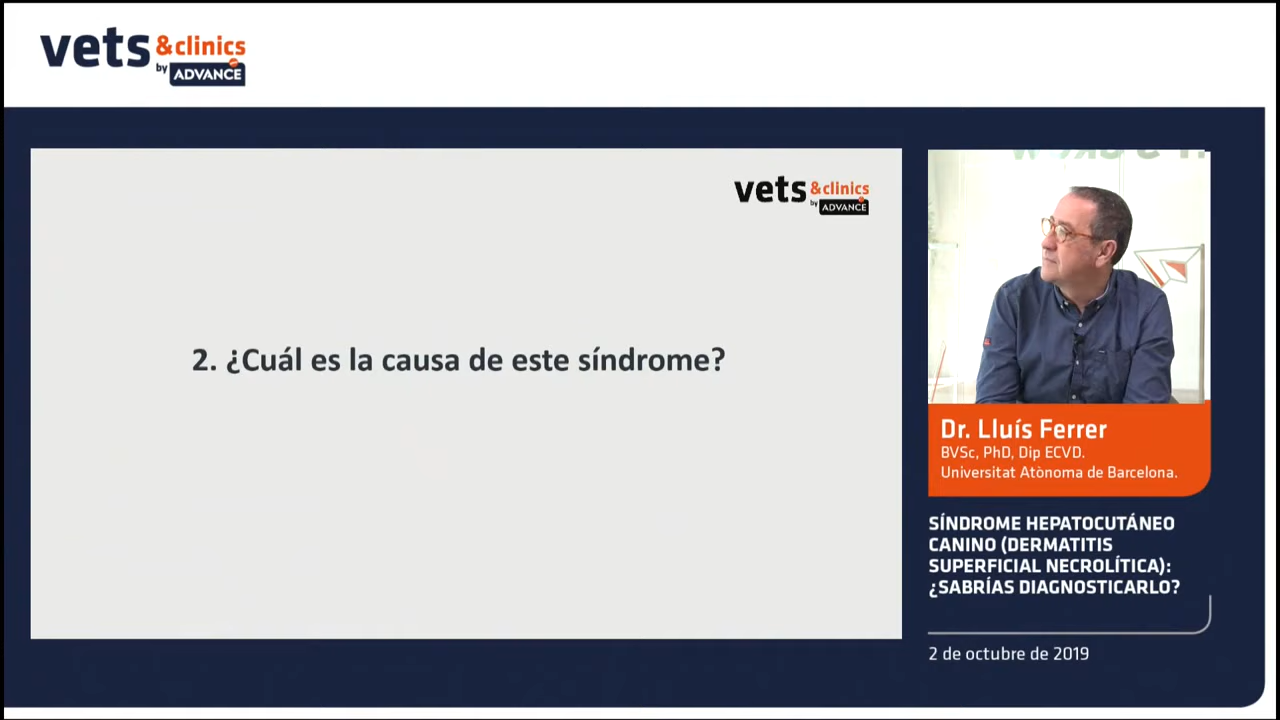 vets &clinics
by ADVANCE
vets &clinics
by ADVANCE
2. ¿Cuál es la causa de este síndrome?
Dr. Lluís Ferrer
BVSc, PhD, Dip ECVD.
Universitat Atònoma de Barcelona.
SÍNDROME HEPATOCUTÁNEO
CANINO (DERMATITIS
SUPERFICIAL NECROLÍTICA):
¿SABRÍAS DIAGNOSTICARLO?
2 de octubre de 2019